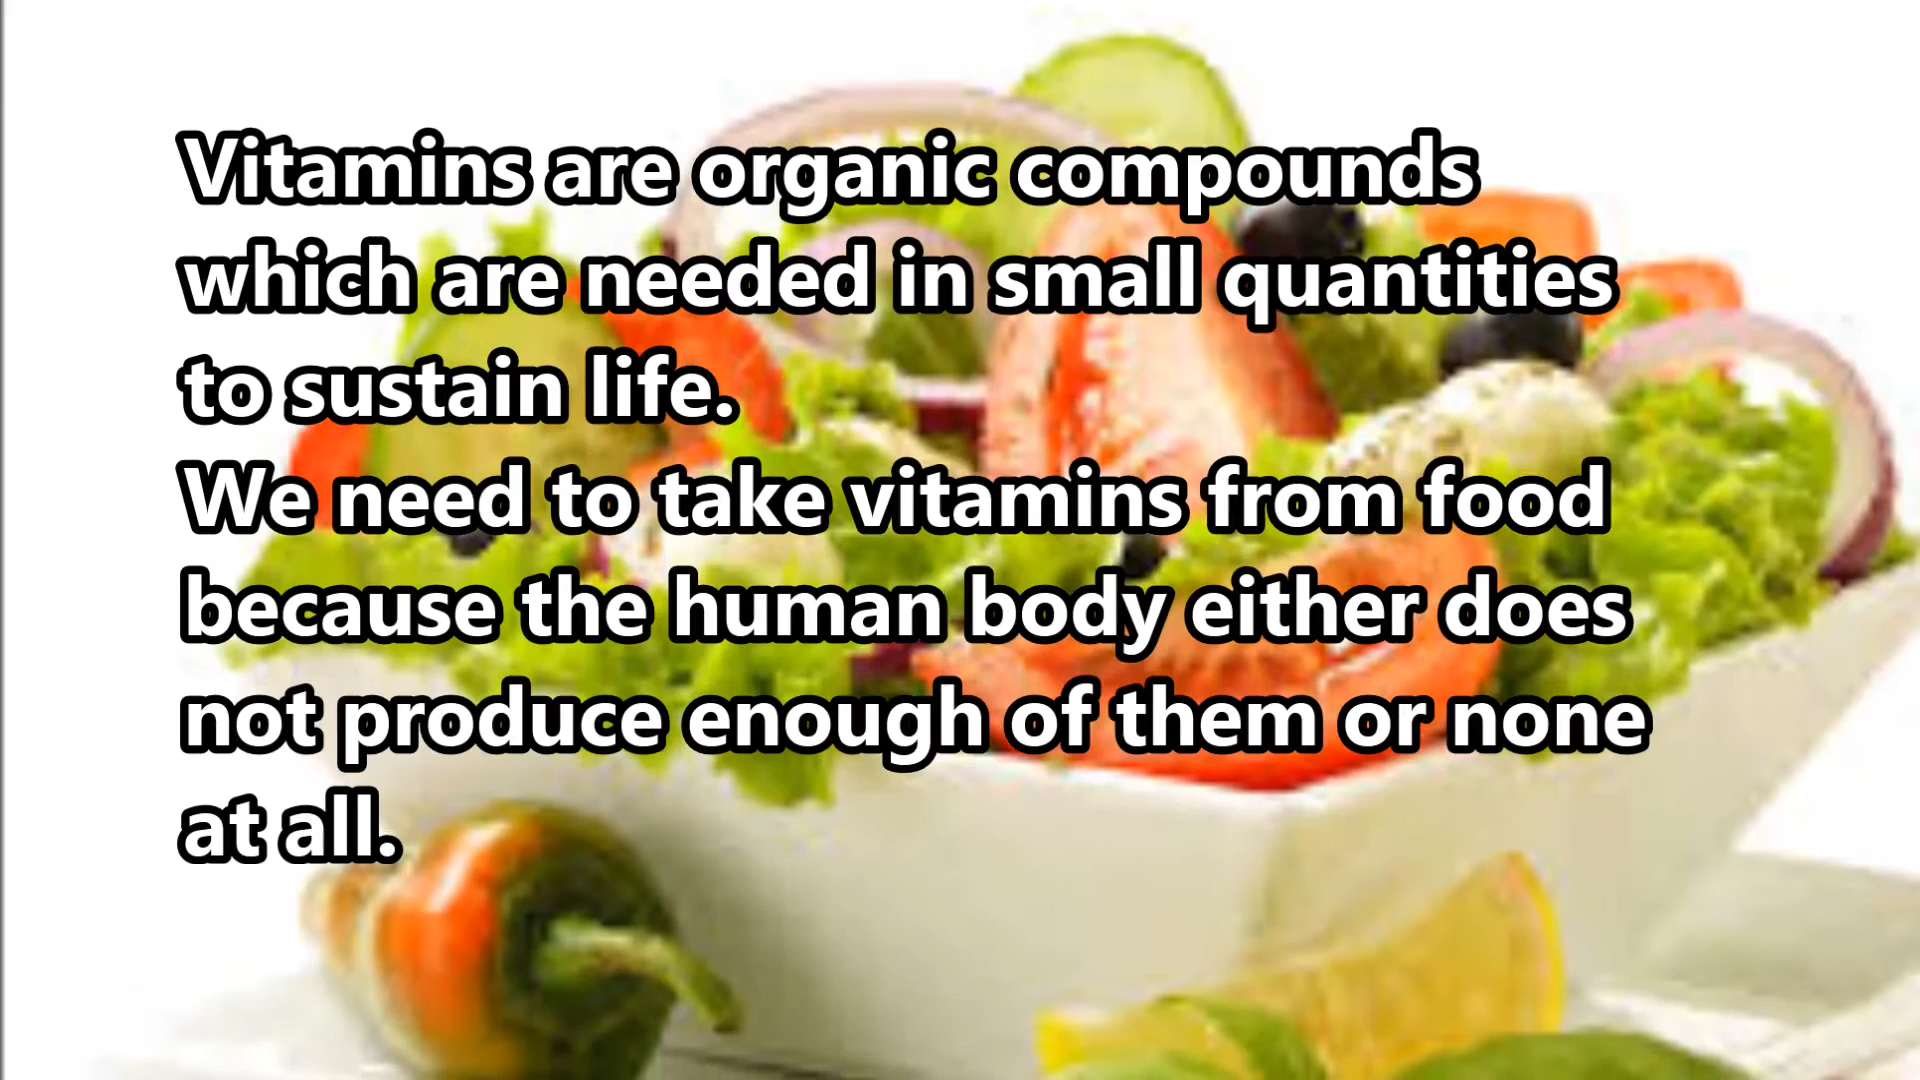 Vitamins are organic compounds
which are needed in small quantities
to sustain life.
We need to take vitamins from food
because the human body either does
not produce enough of them or none
at all.